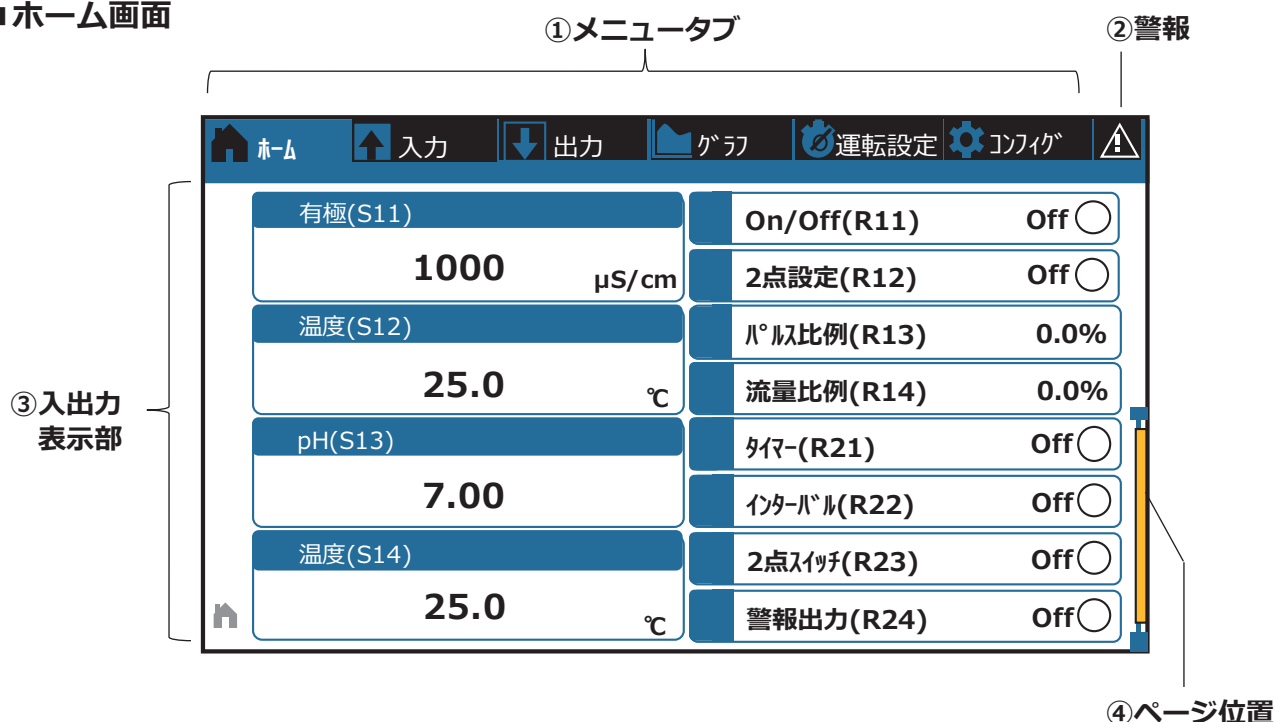 ■ホーム画面
①メニュータブ
②警報
ﾎｰﾑ
入力
出力
ｸﾞﾗﾌ
運転設定
ｺﾝﾌｨｸﾞ
有極(S11)
1000 μS/cm
温度(S12)
25.0 ℃
pH(S13)
7.00
温度(S14)
25.0 ℃
On/Off(R11) Off
2点設定(R12) Off
ﾊﾟﾙｽ比例(R13) 0.0%
流量比例(R14) 0.0%
ﾀｲﾏｰ(R21) Off
ｲﾝﾀｰﾊﾞﾙ(R22) Off
2点ｽｲｯﾁ(R23) Off
警報出力(R24) Off
③入出力
表示部
④ページ位置